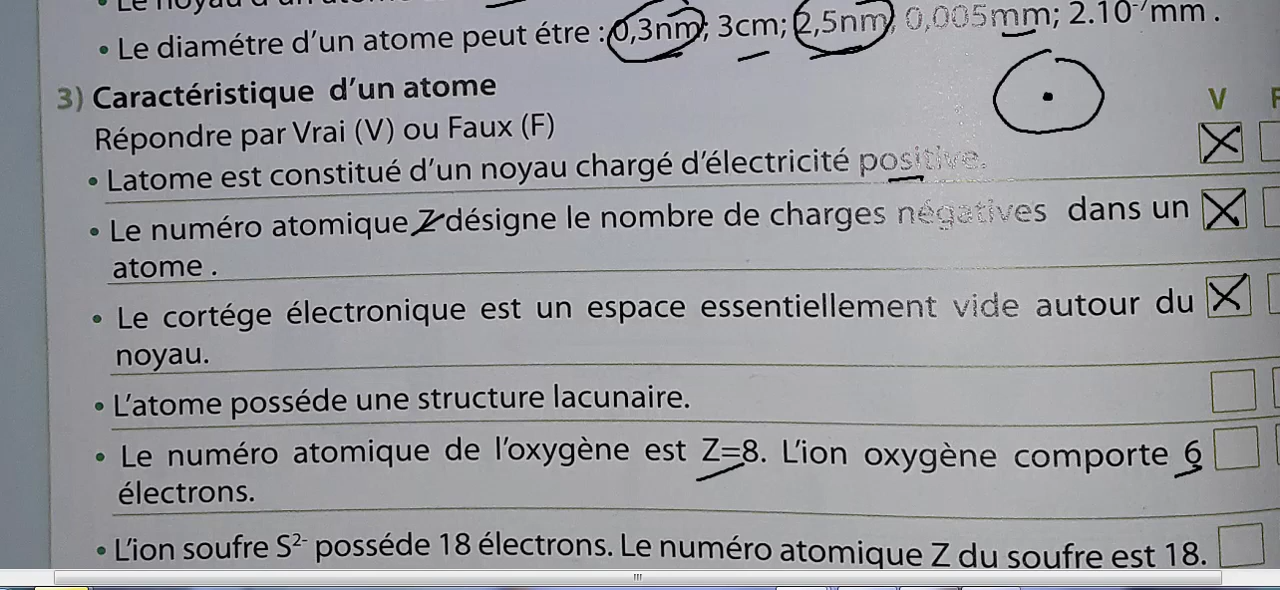 • Le diamétre d'un atome peut étre : 0,3nm; 3cm; 2,5nm, 0,005mm; 2.10⁻⁷mm .
3) Caractéristique d'un atome
V F
Répondre par Vrai (V) ou Faux (F)
• Latome est constitué d'un noyau chargé d'électricité positive.
• Le numéro atomique Z désigne le nombre de charges négatives dans un
atome .
• Le cortége électronique est un espace essentiellement vide autour du
noyau.
• L'atome posséde une structure lacunaire.
• Le numéro atomique de l'oxygène est Z=8. L'ion oxygène comporte 6
électrons.
• L'ion soufre S²⁻ posséde 18 électrons. Le numéro atomique Z du soufre est 18.